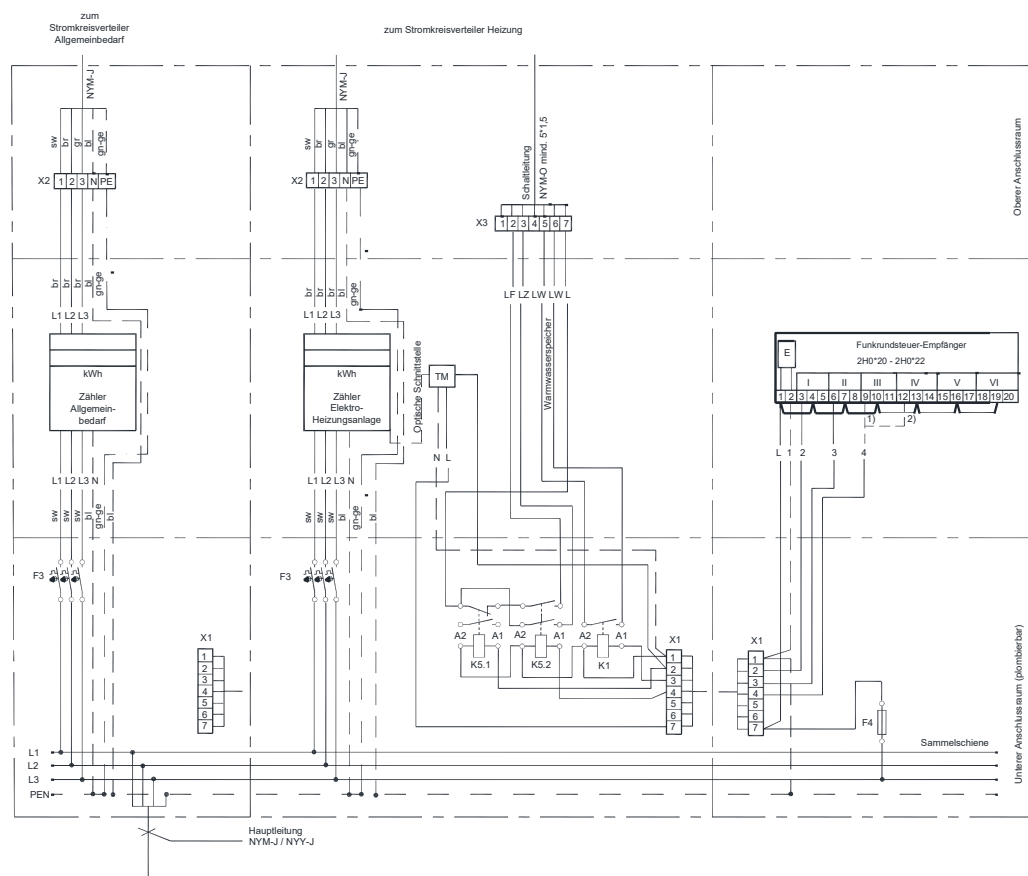 zum
Stromkreisverteiler
Allgemeinbedarf
zum Stromkreisverteiler Heizung
NYM-J
NYM-J
sw br gr bl gn-ge
sw br gr bl gn-ge
Schaltleitung
NYM-O mind. 5*1,5
Oberer Anschlussraum
X2 1 2 3 N PE
X2 1 2 3 N PE
X3 1 2 3 4 5 6 7
br br br bl gn-ge
br br br bl gn-ge
LF LZ LW LW L
L1 L2 L3
L1 L2 L3
Warmwasserspeicher
Optische Schnittstelle
TM
kWh
Zähler
Allgemein-
bedarf
kWh
Zähler
Elektro-
Heizungsanlage
E
Funkrundsteuer-Empfänger
2H0*20 - 2H0*22
I II III IV V VI
1 2 3 4 5 6 7 8 9 10 11 12 13 14 15 16 17 18 19 20
1) 2)
N L
L 1 2 3 4
L1 L2 L3 N
L1 L2 L3 N
sw sw sw bl gn-ge bl
sw sw sw bl gn-ge bl
F3
F3
A2 A1 A2 A1 A2 A1
K5.1 K5.2 K1
X1
1
2
3
4
5
6
7
X1
1
2
3
4
5
6
7
X1
1
2
3
4
5
6
7
F4
Unterer Anschlussraum (plombierbar)
Sammelschiene
L1
L2
L3
PEN
Hauptleitung
NYM-J / NYY-J